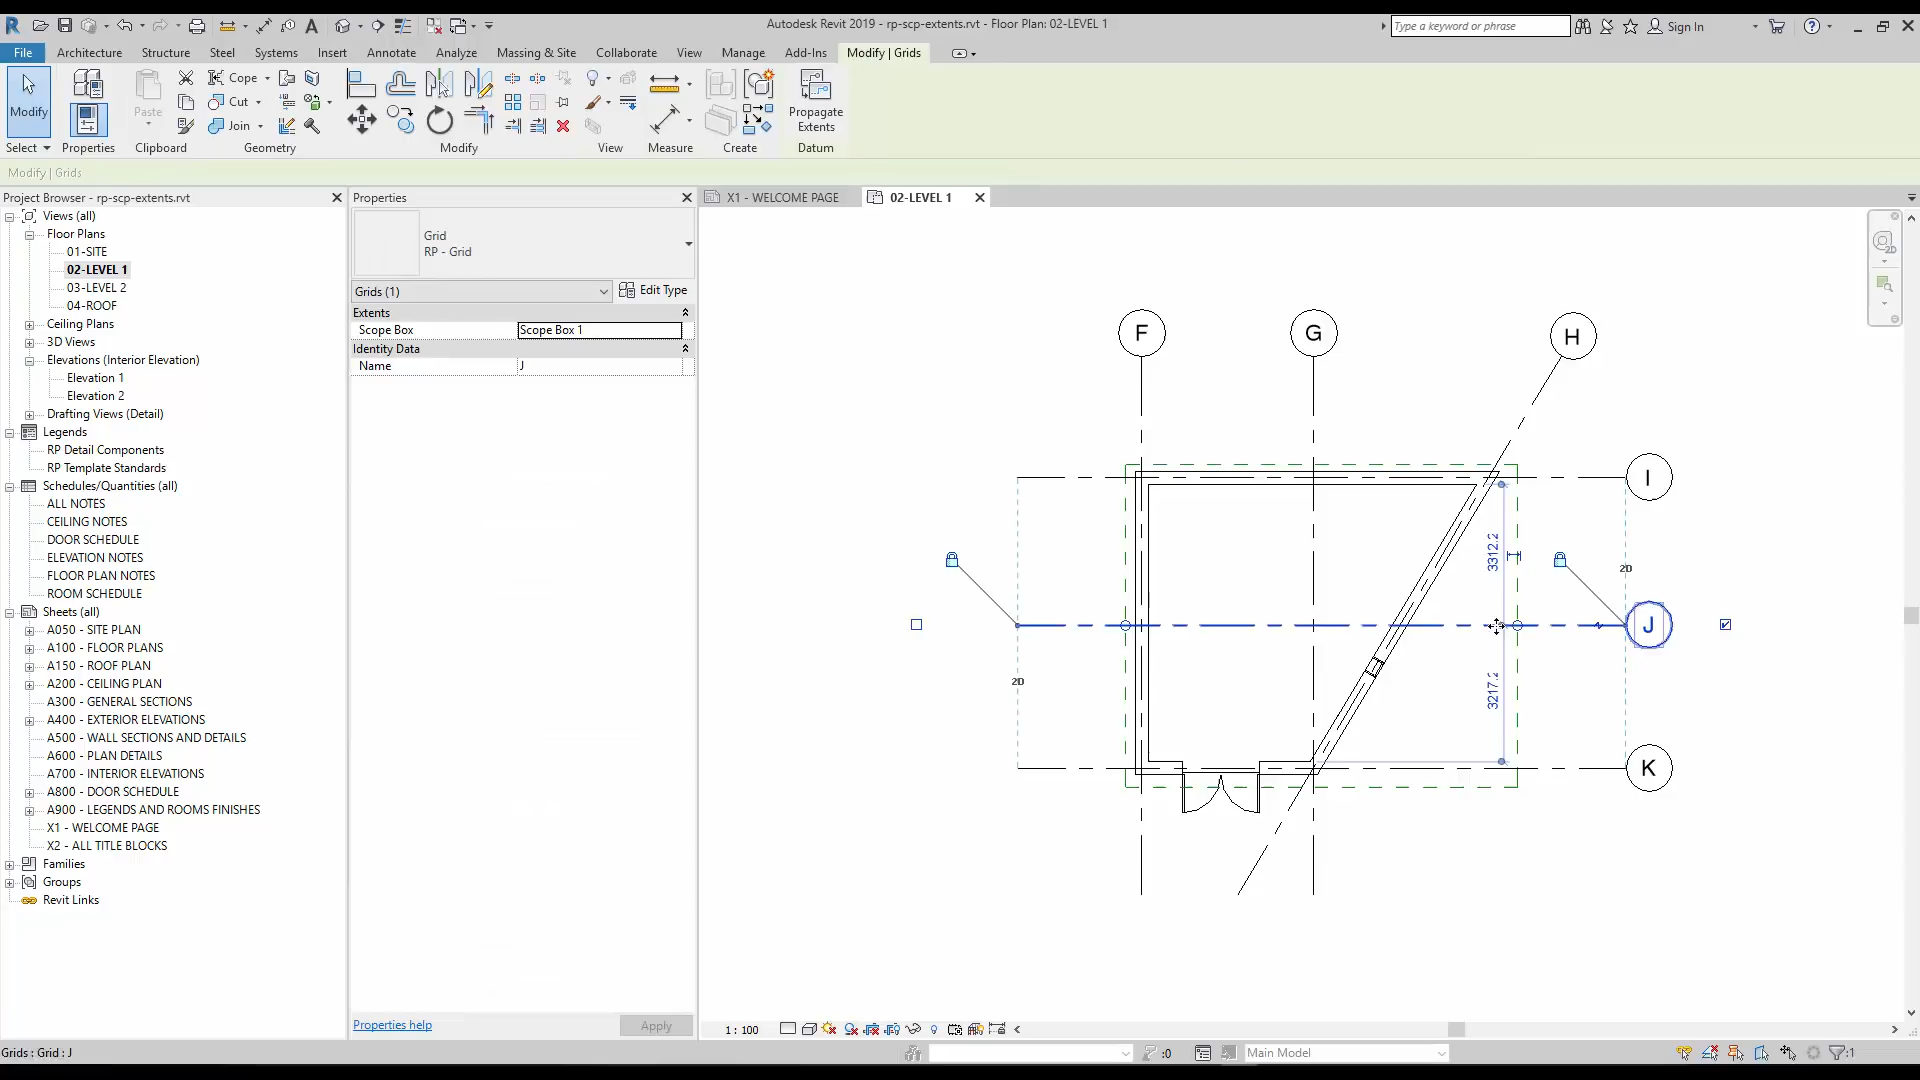 Autodesk Revit 2019 - rp-scp-extents.rvt - Floor Plan: 02-LEVEL 1
Type a keyword or phrase
Sign In
File
Architecture
Structure
Steel
Systems
Insert
Annotate
Analyze
Massing & Site
Collaborate
View
Manage
Add-Ins
Modify | Grids
Modify
Paste
Cope
Cut
Join
Propagate
Extents
Select
Properties
Clipboard
Geometry
Modify
View
Measure
Create
Datum
Modify | Grids
Project Browser - rp-scp-extents.rvt
Views (all)
Floor Plans
01-SITE
02-LEVEL 1
03-LEVEL 2
04-ROOF
Ceiling Plans
3D Views
Elevations (Interior Elevation)
Elevation 1
Elevation 2
Drafting Views (Detail)
Legends
RP Detail Components
RP Template Standards
Schedules/Quantities (all)
ALL NOTES
CEILING NOTES
DOOR SCHEDULE
ELEVATION NOTES
FLOOR PLAN NOTES
ROOM SCHEDULE
Sheets (all)
A050 - SITE PLAN
A100 - FLOOR PLANS
A150 - ROOF PLAN
A200 - CEILING PLAN
A300 - GENERAL SECTIONS
A400 - EXTERIOR ELEVATIONS
A500 - WALL SECTIONS AND DETAILS
A600 - PLAN DETAILS
A700 - INTERIOR ELEVATIONS
A800 - DOOR SCHEDULE
A900 - LEGENDS AND ROOMS FINISHES
X1 - WELCOME PAGE
X2 - ALL TITLE BLOCKS
Families
Groups
Revit Links
Properties
Grid
RP - Grid
Grids (1)
Edit Type
Extents
Scope Box
Scope Box 1
Identity Data
Name
J
Properties help
Apply
X1 - WELCOME PAGE
02-LEVEL 1
2D
F
G
H
I
3312.2
2D
J
3217.2
2D
K
1 : 100
Grids : Grid : J
:0
Main Model
:1